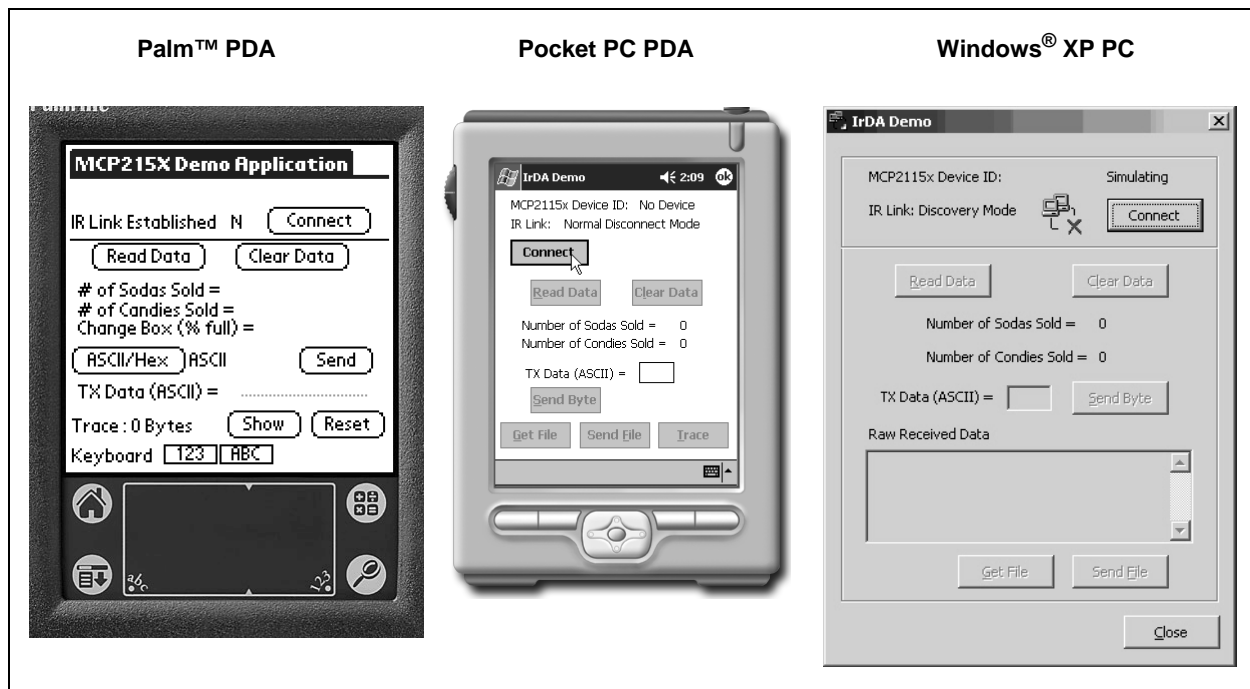 Palm™ PDA
Pocket PC PDA
Windows® XP PC
MCP215X Demo Application
IR Link Established N Connect
Read Data Clear Data
# of Sodas Sold =
# of Candies Sold =
Change Box (% full) =
ASCII/Hex ASCII Send
TX Data (ASCII) =
Trace: 0 Bytes Show Reset
Keyboard 123 ABC
abc 123
IrDA Demo 2:09 ok
MCP2115x Device ID: No Device
IR Link: Normal Disconnect Mode
Connect
Read Data Clear Data
Number of Sodas Sold = 0
Number of Condies Sold = 0
TX Data (ASCII) =
Send Byte
Get File Send File Trace
IrDA Demo
MCP2115x Device ID: Simulating
IR Link: Discovery Mode Connect
Read Data Clear Data
Number of Sodas Sold = 0
Number of Condies Sold = 0
TX Data (ASCII) = Send Byte
Raw Received Data
Get File Send File
Close